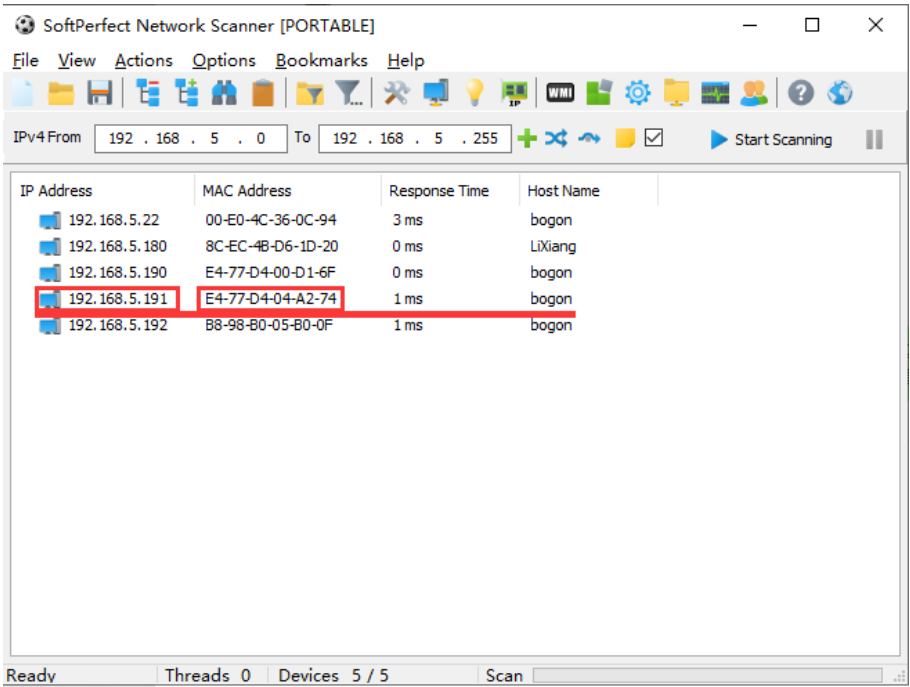 SoftPerfect Network Scanner [PORTABLE]
File View Actions Options Bookmarks Help
WMI IP
IPv4 From 192 . 168 . 5 . 0 To 192 . 168 . 5 . 255 Start Scanning
IP Address MAC Address Response Time Host Name
192.168.5.22 00-E0-4C-36-0C-94 3 ms bogon
192.168.5.180 8C-EC-4B-D6-1D-20 0 ms LiXiang
192.168.5.190 E4-77-D4-00-D1-6F 0 ms bogon
192.168.5.191 E4-77-D4-04-A2-74 1 ms bogon
192.168.5.192 B8-98-B0-05-B0-0F 1 ms bogon
Ready Threads 0 Devices 5 / 5 Scan